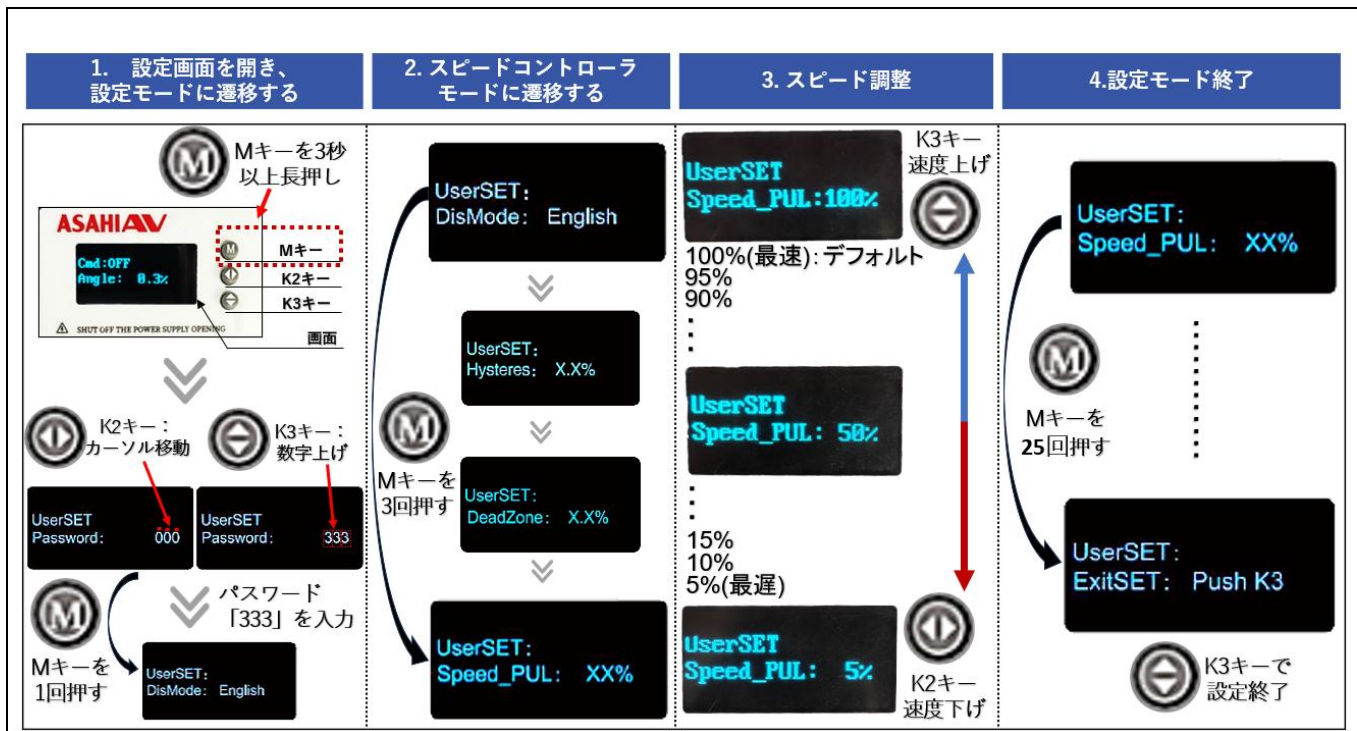 1. 設定画面を開き、
設定モードに遷移する
Mキーを3秒
以上長押し
ASAHIAV
Cmd:OFF
Angle: 0.3%
M
Mキー
K2キー
K3キー
SHUT OFF THE POWER SUPPLY OPENING
画面
K2キー：
カーソル移動
K3キー：
数字上げ
UserSET
Password: 000
UserSET
Password: 333
M
Mキーを
1回押す
パスワード
「333」を入力
UserSET:
DisMode: English
2. スピードコントローラ
モードに遷移する
UserSET:
DisMode: English
UserSET:
Hysteres: X.X%
M
Mキーを
3回押す
UserSET:
DeadZone: X.X%
UserSET:
Speed_PUL: XX%
3. スピード調整
UserSET
Speed_PUL:100%
K3キー
速度上げ
100%(最速)：デフォルト
95%
90%
UserSET
Speed_PUL: 50%
15%
10%
5%(最遅)
UserSET
Speed_PUL: 5%
K2キー
速度下げ
4.設定モード終了
UserSET:
Speed_PUL: XX%
M
Mキーを
25回押す
UserSET:
ExitSET: Push K3
K3キーで
設定終了